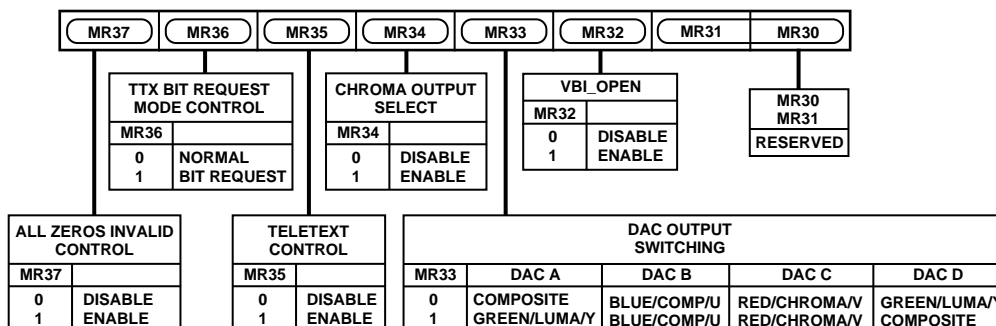 MR37 MR36 MR35 MR34 MR33 MR32 MR31 MR30
TTX BIT REQUEST
MODE CONTROL
MR36
0 NORMAL
1 BIT REQUEST
CHROMA OUTPUT
SELECT
MR34
0 DISABLE
1 ENABLE
VBI_OPEN
MR32
0 DISABLE
1 ENABLE
MR30
MR31
RESERVED
ALL ZEROS INVALID
CONTROL
MR37
0 DISABLE
1 ENABLE
TELETEXT
CONTROL
MR35
0 DISABLE
1 ENABLE
DAC OUTPUT
SWITCHING
MR33 DAC A DAC B DAC C DAC D
0 COMPOSITE BLUE/COMP/U RED/CHROMA/V GREEN/LUMA/Y
1 GREEN/LUMA/Y BLUE/COMP/U RED/CHROMA/V COMPOSITE